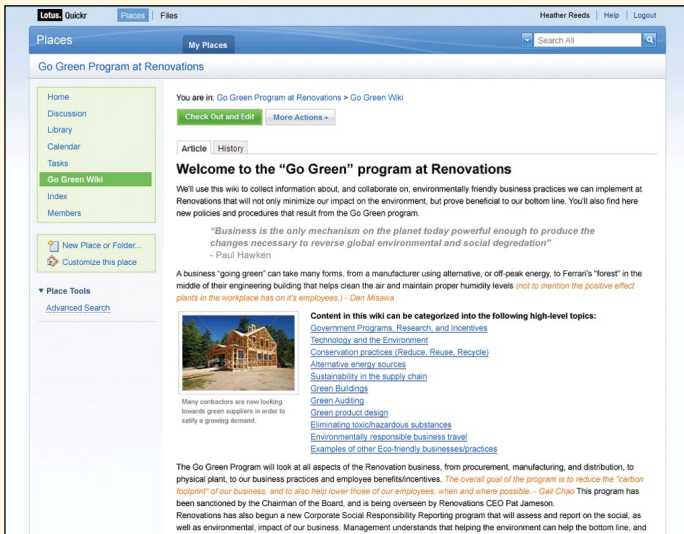 Lotus. Quickr Places Files Heather Reeds Help Logout
Places My Places Search All
Go Green Program at Renovations
Home
Discussion
Library
Calendar
Tasks
Go Green Wiki
Index
Members
New Place or Folder...
Customize this place
Place Tools
Advanced Search
You are in: Go Green Program at Renovations > Go Green Wiki
Check Out and Edit More Actions
Article History
Welcome to the “Go Green” program at Renovations
We'll use this wiki to collect information about, and collaborate on, environmentally friendly business practices we can implement at
Renovations that will not only minimize our impact on the environment, but prove beneficial to our bottom line. You'll also find here
new policies and procedures that result from the Go Green program.
“Business is the only mechanism on the planet today powerful enough to produce the
changes necessary to reverse global environmental and social degredation”
- Paul Hawken
A business “going green” can take many forms, from a manufacturer using alternative, or off-peak energy, to Ferrari's "forest" in the
middle of their engineering building that helps clean the air and maintain proper humidity levels (not to mention the positive effect
plants in the workplace has on it's employees.) - Dan Misawa
Many contractors are now looking
towards green suppliers in order to
satify a growing demand.
Content in this wiki can be categorized into the following high-level topics:
Government Programs, Research, and Incentives
Technology and the Environment
Conservation practices (Reduce, Reuse, Recycle)
Alternative energy sources
Sustainability in the supply chain
Green Buildings
Green Auditing
Green product design
Eliminating toxic/hazardous substances
Environmentally responsible business travel
Examples of other Eco-friendly businesses/practices
The Go Green Program will look at all aspects of the Renovation business, from procurement, manufacturing, and distribution, to
physical plant, to our business practices and employee benefits/incentives. The overall goal of the program is to reduce the "carbon
footprint" of our business, and to also help lower those of our employees, when and where possible. - Gail Chao This program has
been sanctioned by the Chairman of the Board, and is being overseen by Renovations CEO Pat Jameson.
Renovations has also begun a new Corporate Social Responsibility Reporting program that will assess and report on the social, as
well as environmental, impact of our business. Management understands that helping the environment can help the bottom line, and